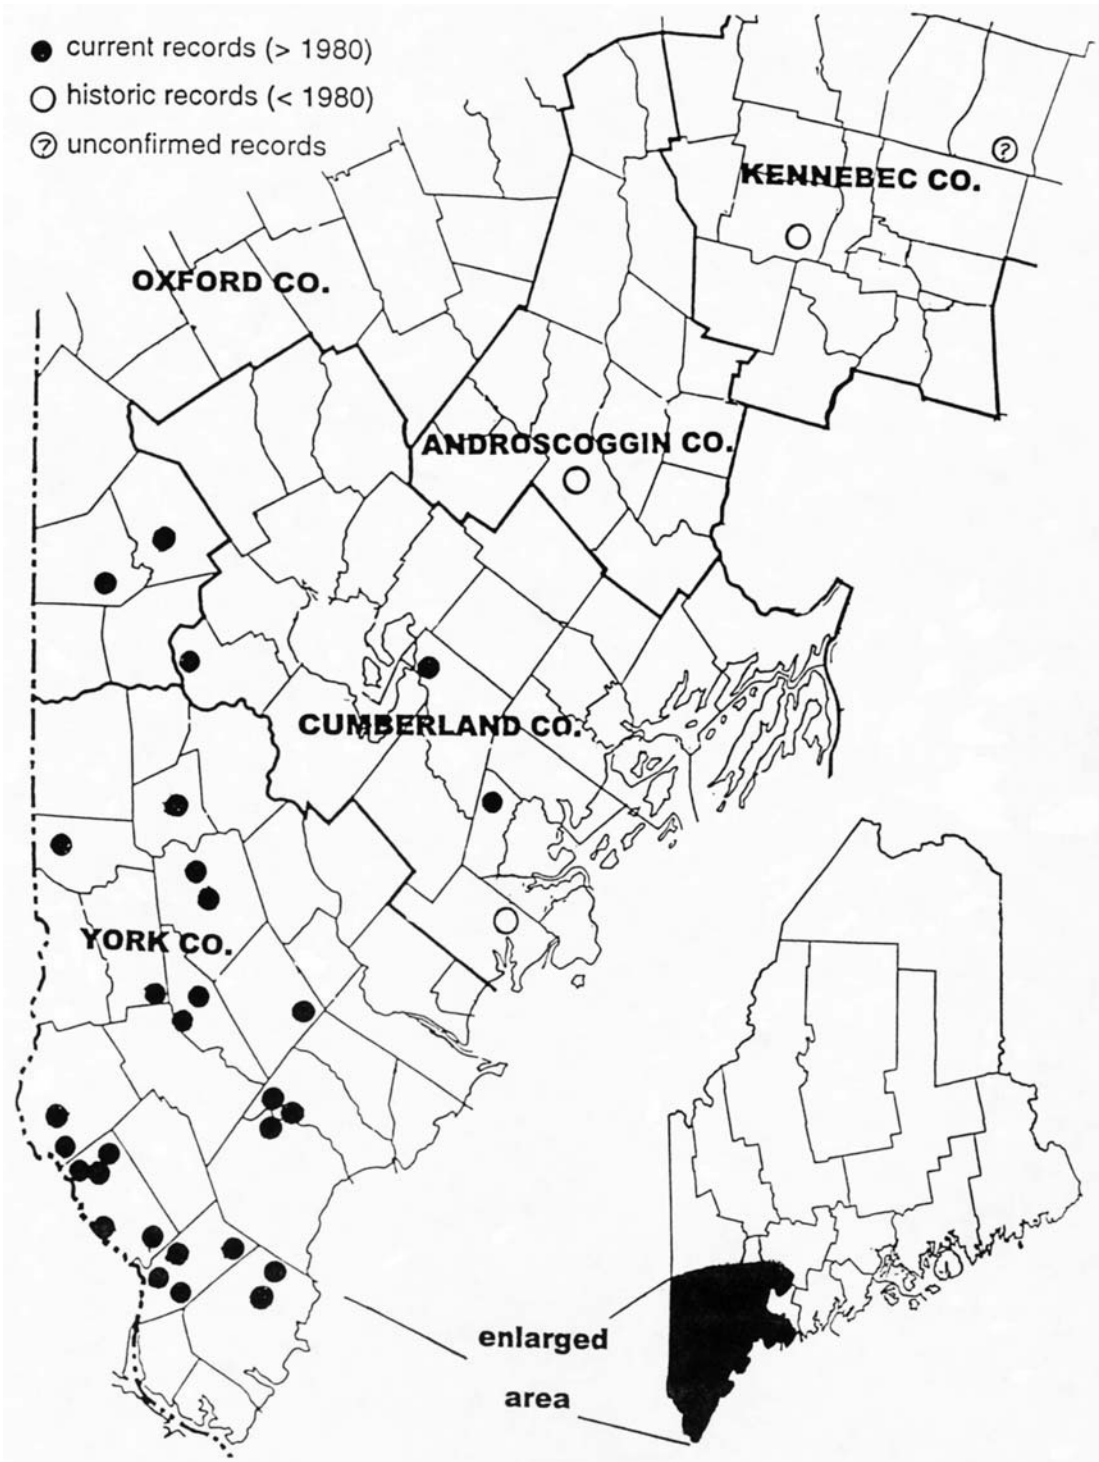 current records (> 1980)
historic records (< 1980)
? unconfirmed records
?
KENNEBEC CO.
OXFORD CO.
ANDROSCOGGIN CO.
CUMBERLAND CO.
YORK CO.
enlarged
area